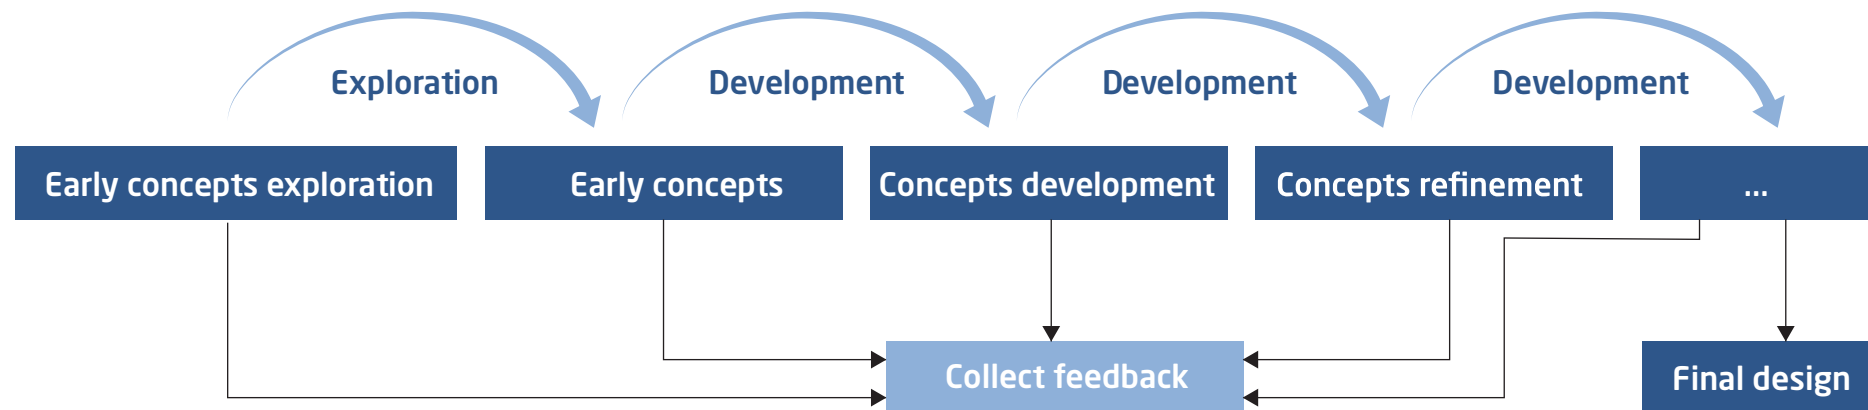 Exploration
Development
Development
Development
Early concepts exploration
Early concepts
Concepts development
Concepts refinement
...
Collect feedback
Final design